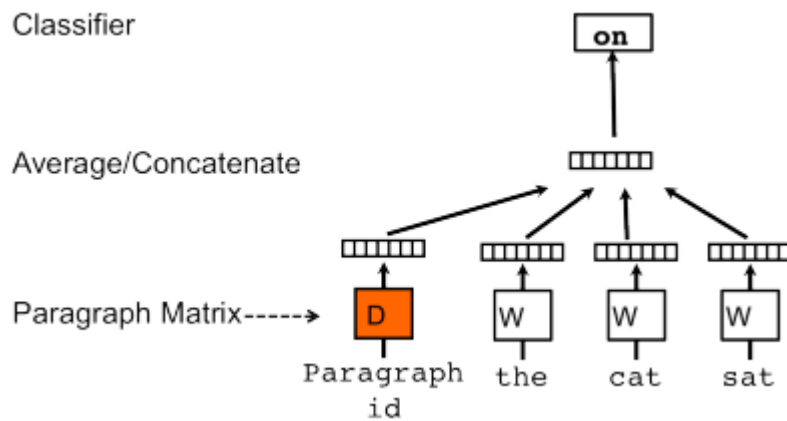 Classifier
on
Average/Concatenate
Paragraph Matrix
D
W
W
W
Paragraph
id
the
cat
sat